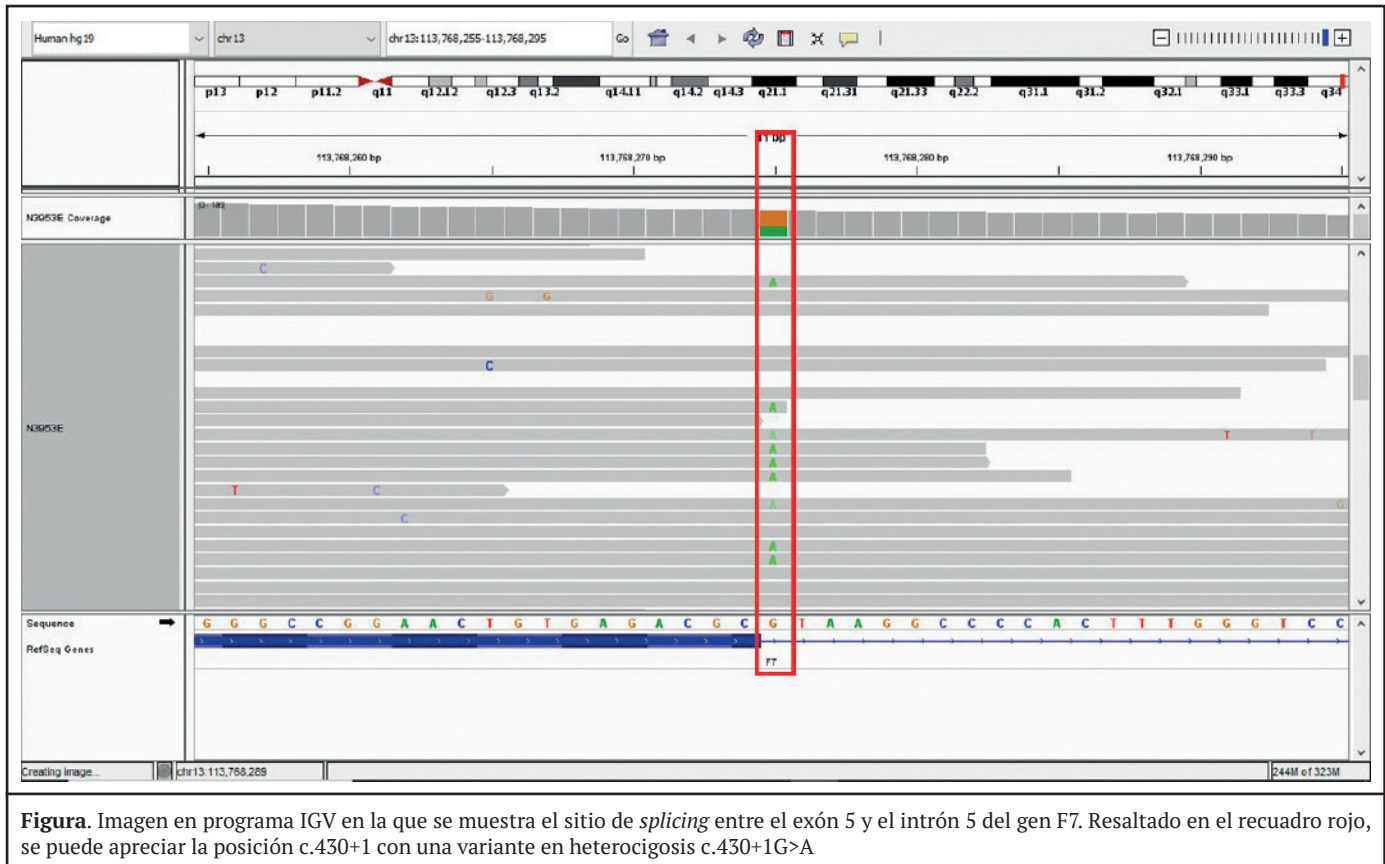 Human hg19 chr13 chr13:113,768,255-113,768,295 Go
p13 p12 p11.2 q11 q12.12 q12.3 q13.2 q14.11 q14.2 q14.3 q21.1 q21.31 q21.33 q22.2 q31.1 q31.2 q32.1 q33.1 q33.3 q34
41 bp
113,768,260 bp 113,768,270 bp 113,768,280 bp 113,768,290 bp
N3953E Coverage
C
A
G G
C
A
A T T
A
A
A
T C
A G
C
A
A
N3953E
Sequence G G G C C G G A A C T G T G A G A C G C G T A A G G C C C C A C T T T G G G T C C
RefSeq Genes
F7
Creating image... chr13:113,768,289 244M of 323M
Figura. Imagen en programa IGV en la que se muestra el sitio de splicing entre el exón 5 y el intrón 5 del gen F7. Resaltado en el recuadro rojo,
se puede apreciar la posición c.430+1 con una variante en heterocigosis c.430+1G>A